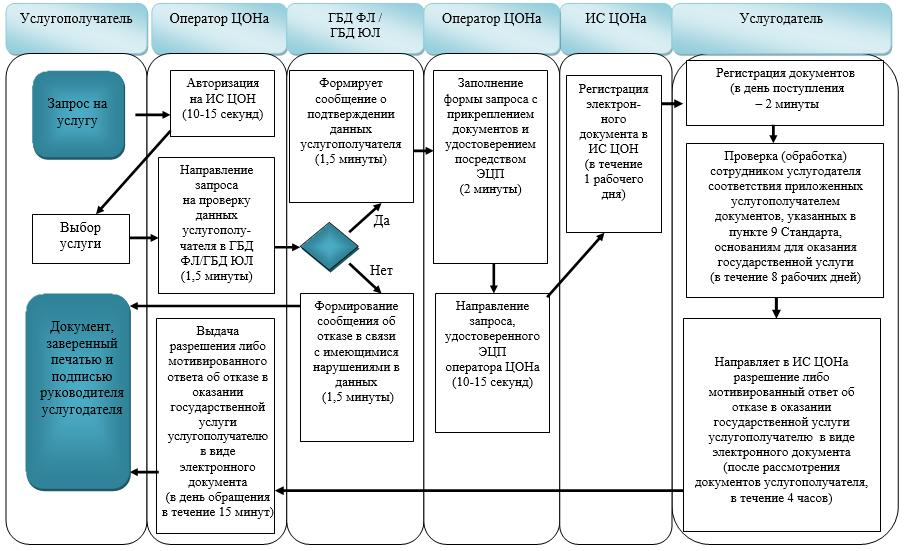 Услугополучатель
Оператор ЦОНа
ГБД ФЛ /
ГБД ЮЛ
Оператор ЦОНа
ИС ЦОНа
Услугодатель
Запрос на
услугу
Авторизация
на ИС ЦОН
(10-15 секунд)
Выбор
услуги
Направление
запроса
на проверку
данных
услугополу-
чателя в ГБД
ФЛ/ГБД ЮЛ
(1,5 минуты)
Формирует
сообщение о
подтверждении
данных
услугополучателя
(1,5 минуты)
Да
Нет
Формирование
сообщения об
отказе в связи
с имеющимися
нарушениями в
данных
(1,5 минуты)
Заполнение
формы запроса с
прикреплением
документов и
удостоверением
посредством
ЭЦП
(2 минуты)
Направление
запроса,
удостоверенного
ЭЦП
оператора ЦОНа
(10-15 секунд)
Регистрация
электрон-
ного
документа в
ИС ЦОН
(в течение
1 рабочего
дня)
Регистрация документов
(в день поступления
– 2 минуты
Проверка (обработка)
сотрудником услугодателя
соответствия приложенных
услугополучателем
документов, указанных в
пункте 9 Стандарта,
основаниям для оказания
государственной услуги
(в течение 8 рабочих дней)
Направляет в ИС ЦОНа
разрешение либо
мотивированный ответ об
отказе в оказании
государственной услуги
услугополучателю в виде
электронного документа
(после рассмотрения
документов услугополучателя,
в течение 4 часов)
Выдача
разрешения либо
мотивированного
ответа об отказе в
оказании
государственной
услуги
услугополучателю
в виде
электронного
документа
(в день обращения
в течение 15 минут)
Документ,
заверенный
печатью и
подписью
руководителя
услугодателя